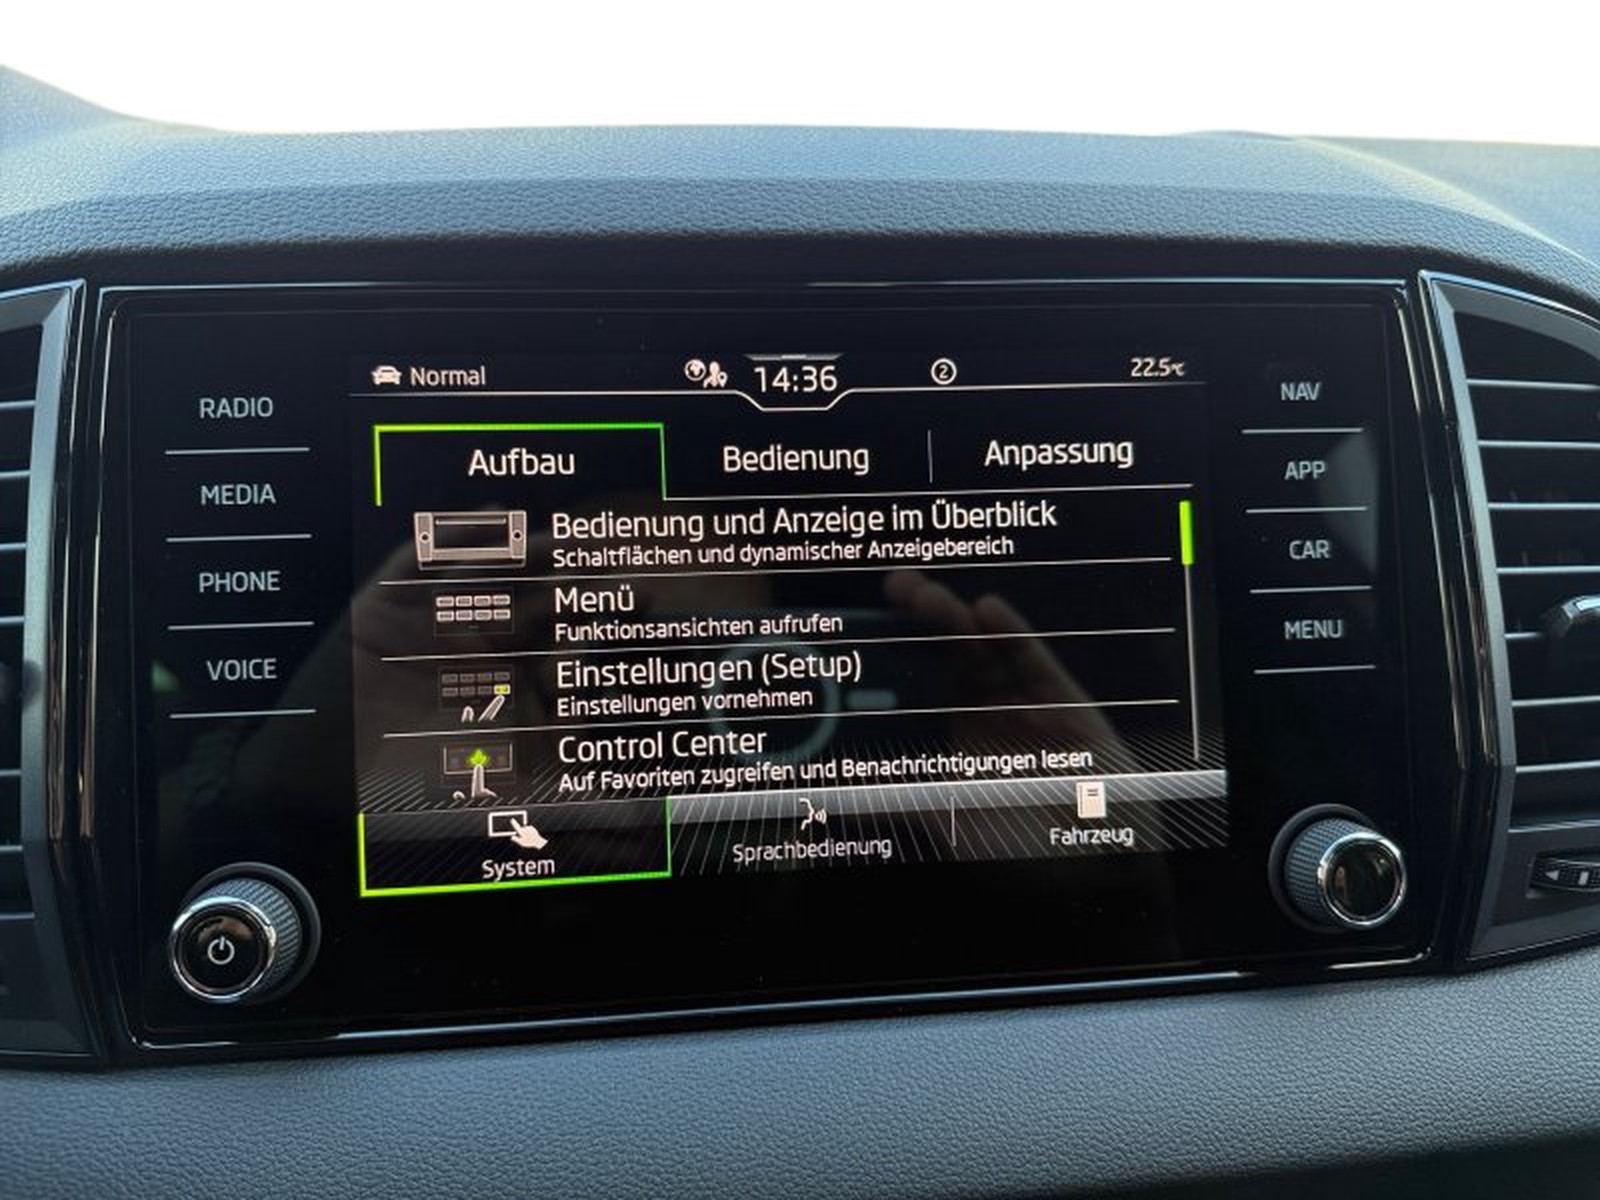 Normal
14:36
2
22.5°C
RADIO
MEDIA
PHONE
VOICE
NAV
APP
CAR
MENU
Aufbau
Bedienung
Anpassung
Bedienung und Anzeige im Überblick
Schaltflächen und dynamischer Anzeigebereich
Menü
Funktionsansichten aufrufen
Einstellungen (Setup)
Einstellungen vornehmen
Control Center
Auf Favoriten zugreifen und Benachrichtigungen lesen
System
Sprachbedienung
Fahrzeug